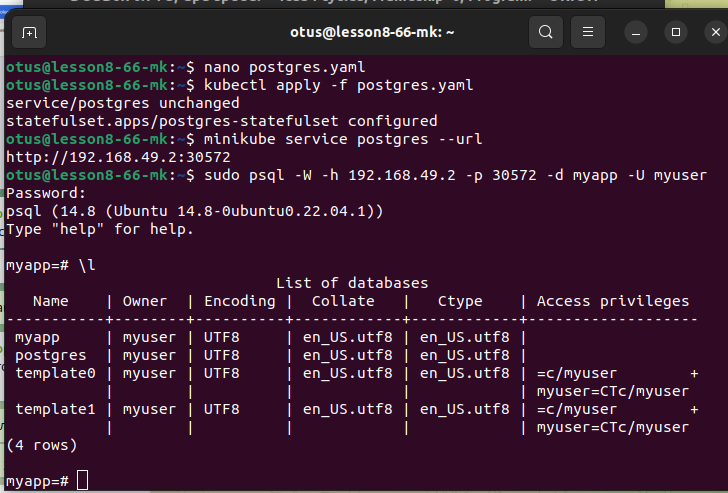 otus@lesson8-66-mk: ~
otus@lesson8-66-mk:~$ nano postgres.yaml
otus@lesson8-66-mk:~$ kubectl apply -f postgres.yaml
service/postgres unchanged
statefulset.apps/postgres-statefulset configured
otus@lesson8-66-mk:~$ minikube service postgres --url
http://192.168.49.2:30572
otus@lesson8-66-mk:~$ sudo psql -W -h 192.168.49.2 -p 30572 -d myapp -U myuser
Password:
psql (14.8 (Ubuntu 14.8-0ubuntu0.22.04.1))
Type "help" for help.
myapp=# \l
                              List of databases
   Name    | Owner  | Encoding |  Collate   |   Ctype    | Access privileges
-----------+--------+----------+------------+------------+-------------------
 myapp     | myuser | UTF8     | en_US.utf8 | en_US.utf8 |
 postgres  | myuser | UTF8     | en_US.utf8 | en_US.utf8 |
 template0 | myuser | UTF8     | en_US.utf8 | en_US.utf8 | =c/myuser        +
           |        |          |            |            | myuser=CTc/myuser
 template1 | myuser | UTF8     | en_US.utf8 | en_US.utf8 | =c/myuser        +
           |        |          |            |            | myuser=CTc/myuser
(4 rows)
myapp=#